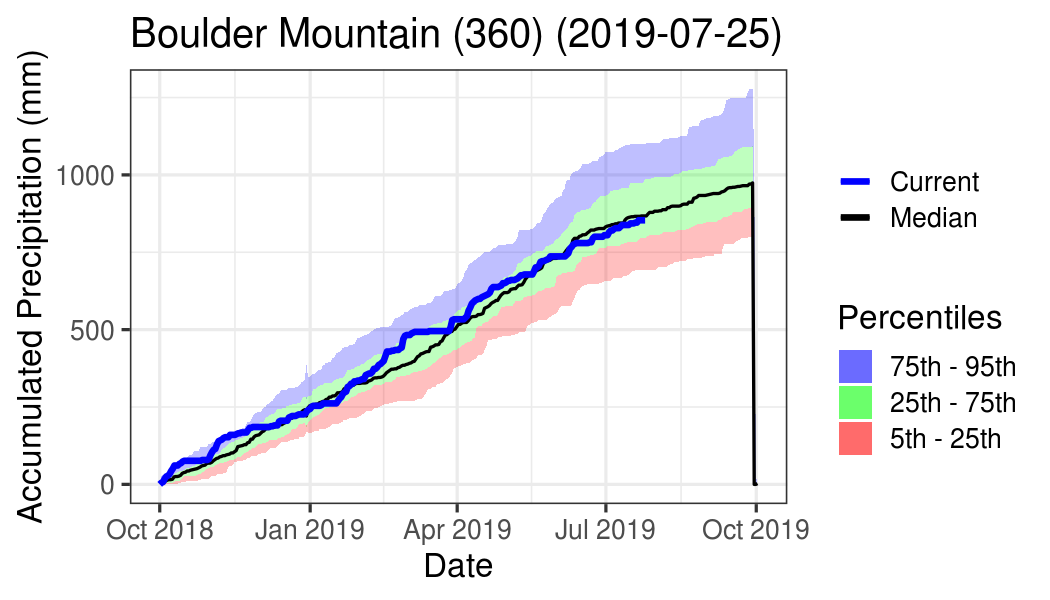 Boulder Mountain (360) (2019-07-25)
Accumulated Precipitation (mm)
1000
500
0
Oct 2018 Jan 2019 Apr 2019 Jul 2019 Oct 2019
Date
Current
Median
Percentiles
75th - 95th
25th - 75th
5th - 25th